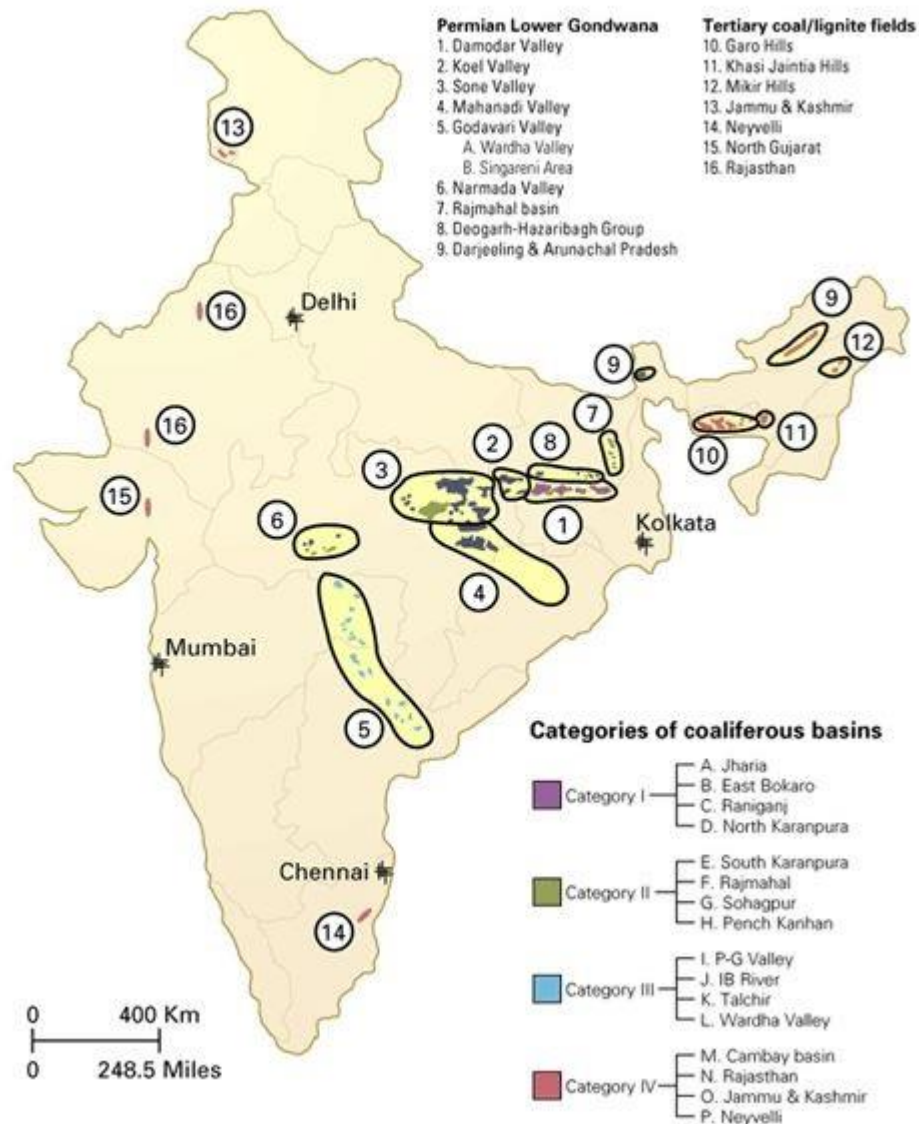 Permian Lower Gondwana
1. Damodar Valley
2. Koel Valley
3. Sone Valley
4. Mahanadi Valley
5. Godavari Valley
A. Wardha Valley
B. Singareni Area
6. Narmada Valley
7. Rajmahal basin
8. Deogarh-Hazaribagh Group
9. Darjeeling & Arunachal Pradesh
Tertiary coal/lignite fields
10. Garo Hills
11. Khasi Jaintia Hills
12. Mikir Hills
13. Jammu & Kashmir
14. Neyvelli
15. North Gujarat
16. Rajasthan
13
16
Delhi
9
12
9
7
16
2
8
10
11
3
15
6
1
Kolkata
4
Mumbai
5
Chennai
14
0 400 Km
0 248.5 Miles
Categories of coaliferous basins
Category I
A. Jharia
B. East Bokaro
C. Raniganj
D. North Karanpura
Category II
E. South Karanpura
F. Rajmahal
G. Sohagpur
H. Pench Kanhan
Category III
I. P-G Valley
J. IB River
K. Talchir
L. Wardha Valley
Category IV
M. Cambay basin
N. Rajasthan
O. Jammu & Kashmir
P. Neyvelli